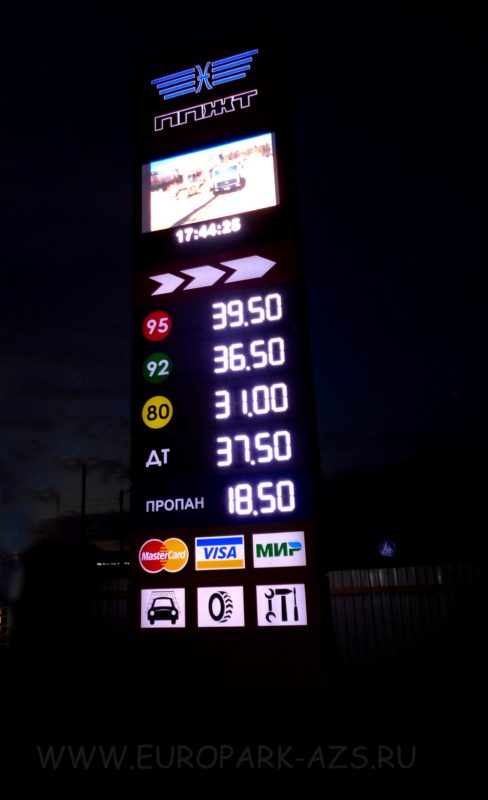 ППЖТ
17:44:25
95 39.50
92 36.50
80 31.00
ДТ 37.50
ПРОПАН 18.50
MasterCard VISA МИР
WWW.EUROPARK-AZS.RU